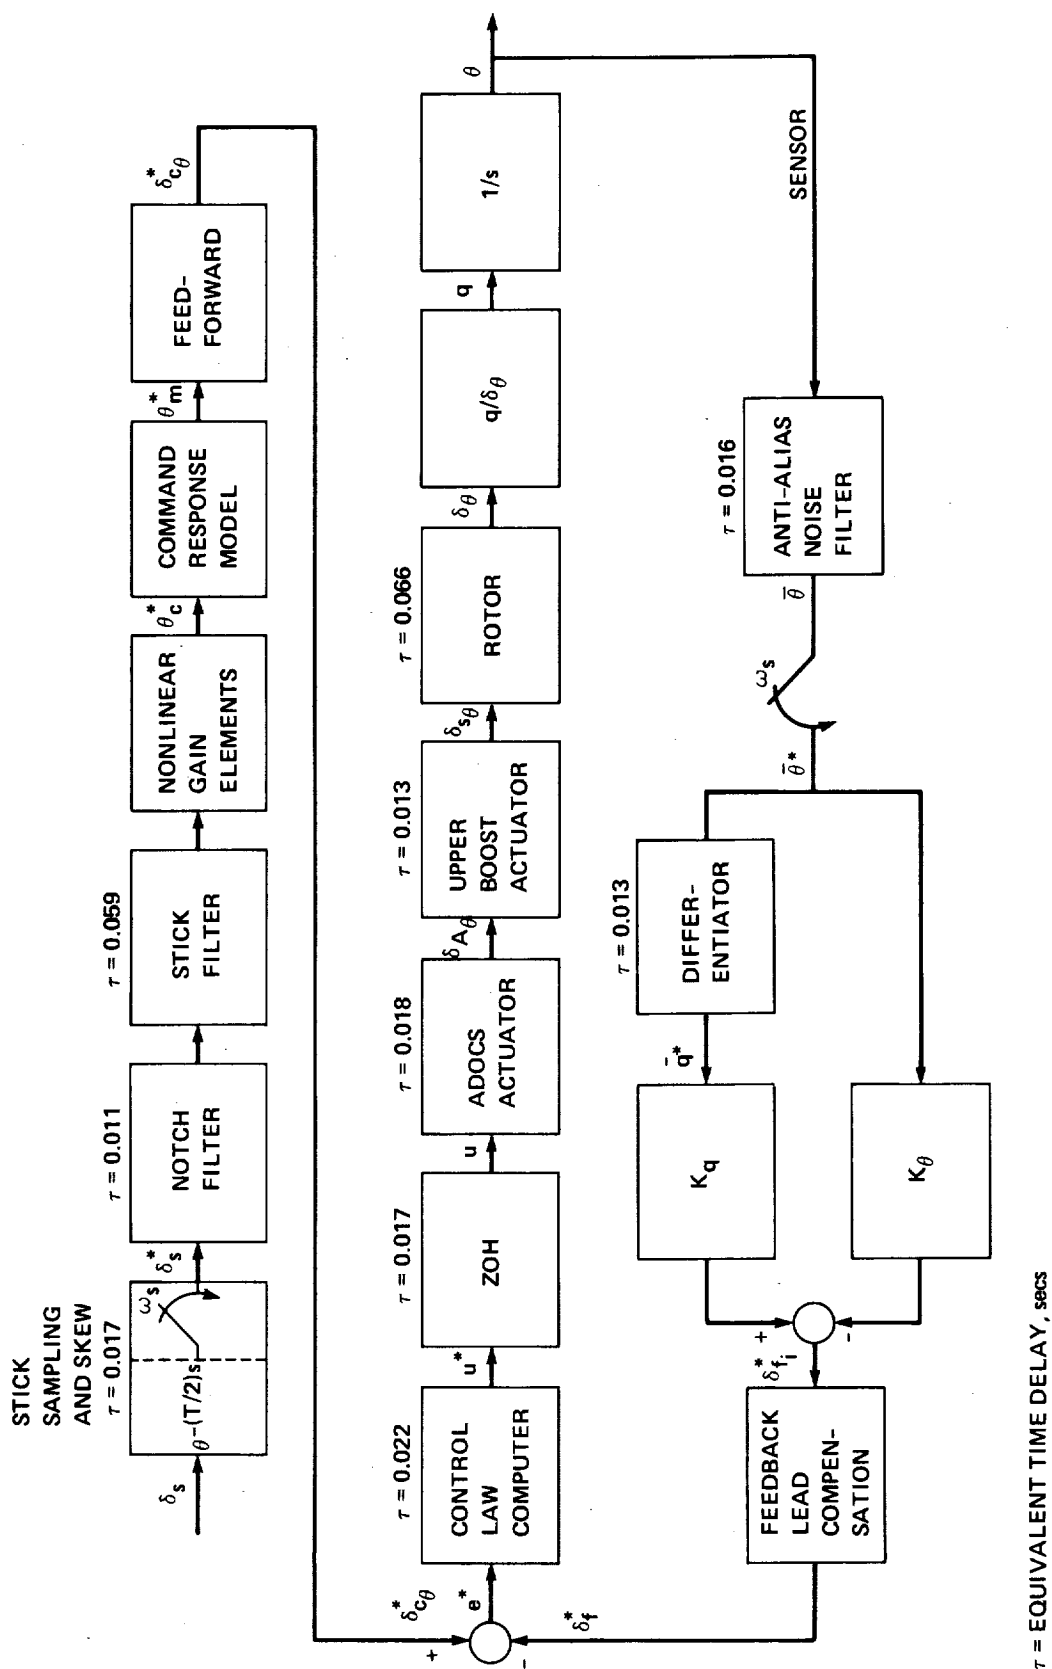 STICK
SAMPLING
AND SKEW
τ = 0.017
δs
θ^-(T/2)s
ωs
δs*
τ = 0.011
NOTCH
FILTER
τ = 0.059
STICK
FILTER
NONLINEAR
GAIN
ELEMENTS
θc*
COMMAND
RESPONSE
MODEL
θm*
FEED-
FORWARD
δcθ*
δcθ*
+
-
e*
τ = 0.022
CONTROL
LAW
COMPUTER
u*
τ = 0.017
ZOH
u
τ = 0.018
ADOCS
ACTUATOR
δAθ
τ = 0.013
UPPER
BOOST
ACTUATOR
δsθ
τ = 0.066
ROTOR
δθ
q/δθ
q
1/s
θ
SENSOR
τ = 0.016
ANTI-ALIAS
NOISE
FILTER
θ̄
ωs
θ̄*
τ = 0.013
DIFFER-
ENTIATOR
q̄*
Kq
Kθ
+
-
δfi*
FEEDBACK
LEAD
COMPEN-
SATION
δf*
τ = EQUIVALENT TIME DELAY, secs